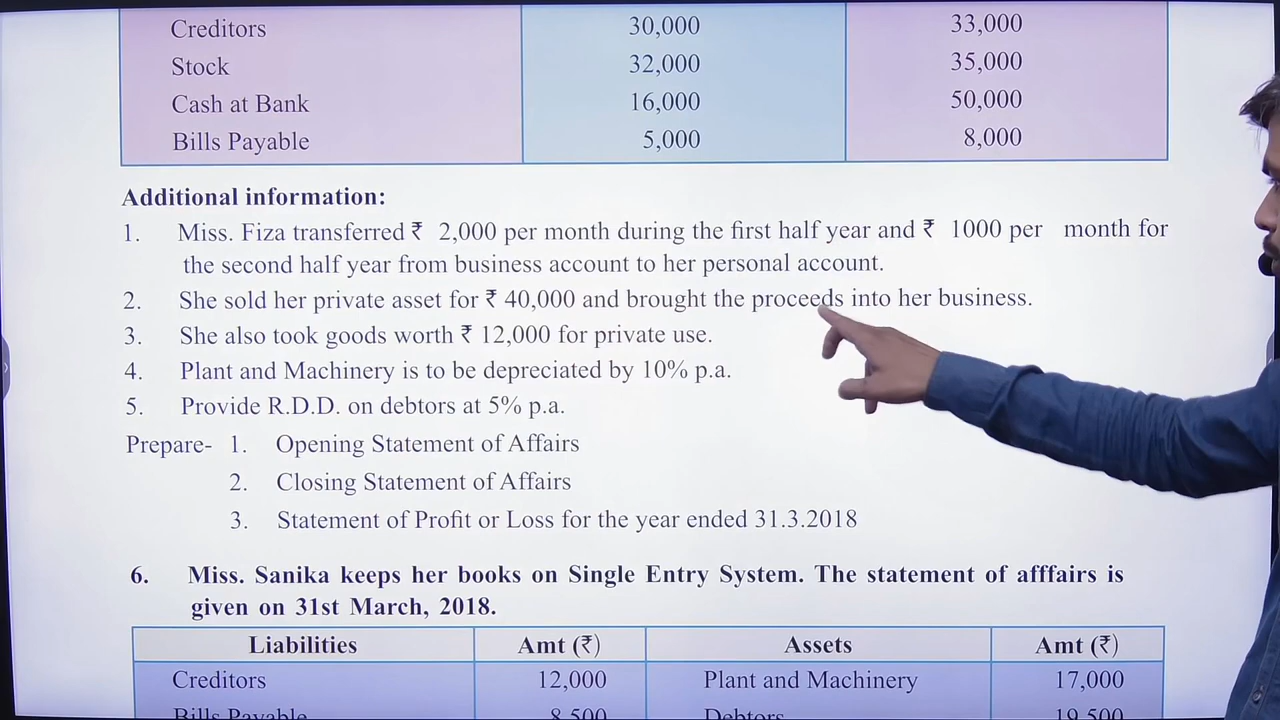 Creditors 30,000 33,000
Stock 32,000 35,000
Cash at Bank 16,000 50,000
Bills Payable 5,000 8,000
Additional information:
1. Miss. Fiza transferred ₹ 2,000 per month during the first half year and ₹ 1000 per month for
the second half year from business account to her personal account.
2. She sold her private asset for ₹ 40,000 and brought the proceeds into her business.
3. She also took goods worth ₹ 12,000 for private use.
4. Plant and Machinery is to be depreciated by 10% p.a.
5. Provide R.D.D. on debtors at 5% p.a.
Prepare- 1. Opening Statement of Affairs
2. Closing Statement of Affairs
3. Statement of Profit or Loss for the year ended 31.3.2018
6. Miss. Sanika keeps her books on Single Entry System. The statement of afffairs is
given on 31st March, 2018.
Liabilities Amt (₹) Assets Amt (₹)
Creditors 12,000 Plant and Machinery 17,000
Bills Payable 8,500 Debtors 19,500